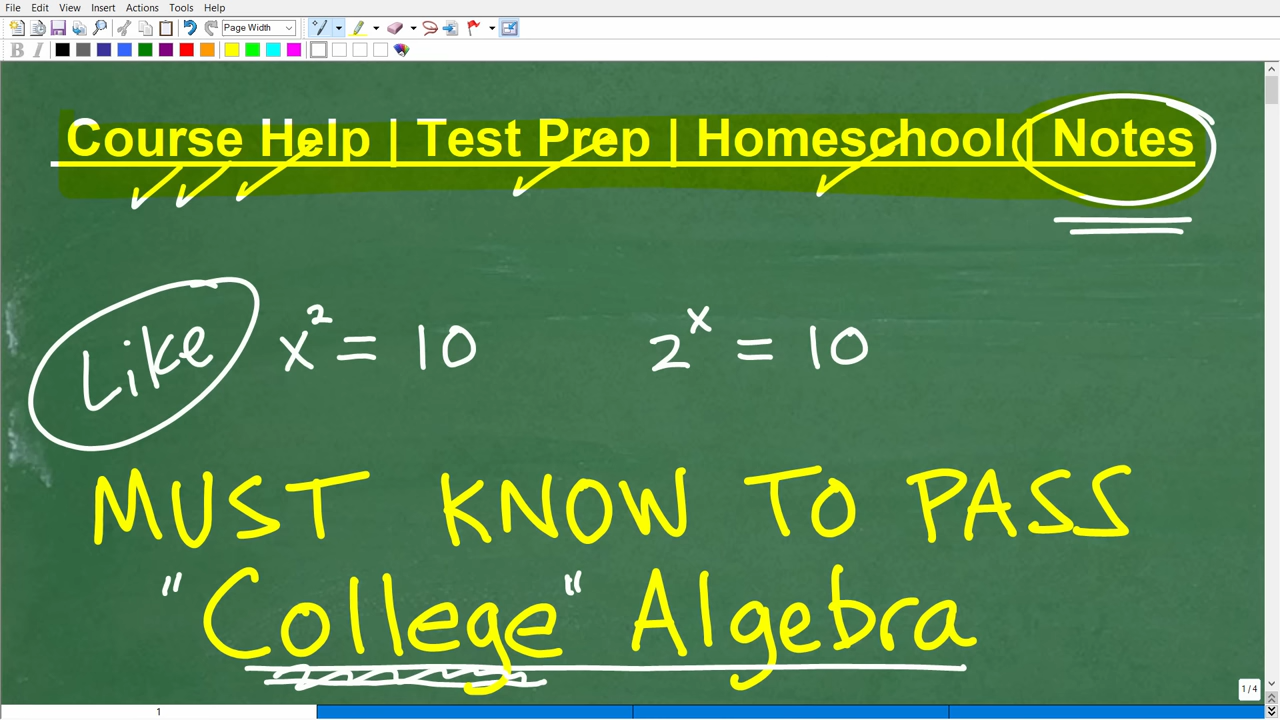 File Edit View Insert Actions Tools Help
Page Width
B I
Course Help | Test Prep | Homeschool | Notes
Like x² = 10 2ˣ = 10
MUST KNOW TO PASS
"College" Algebra
1/4
1